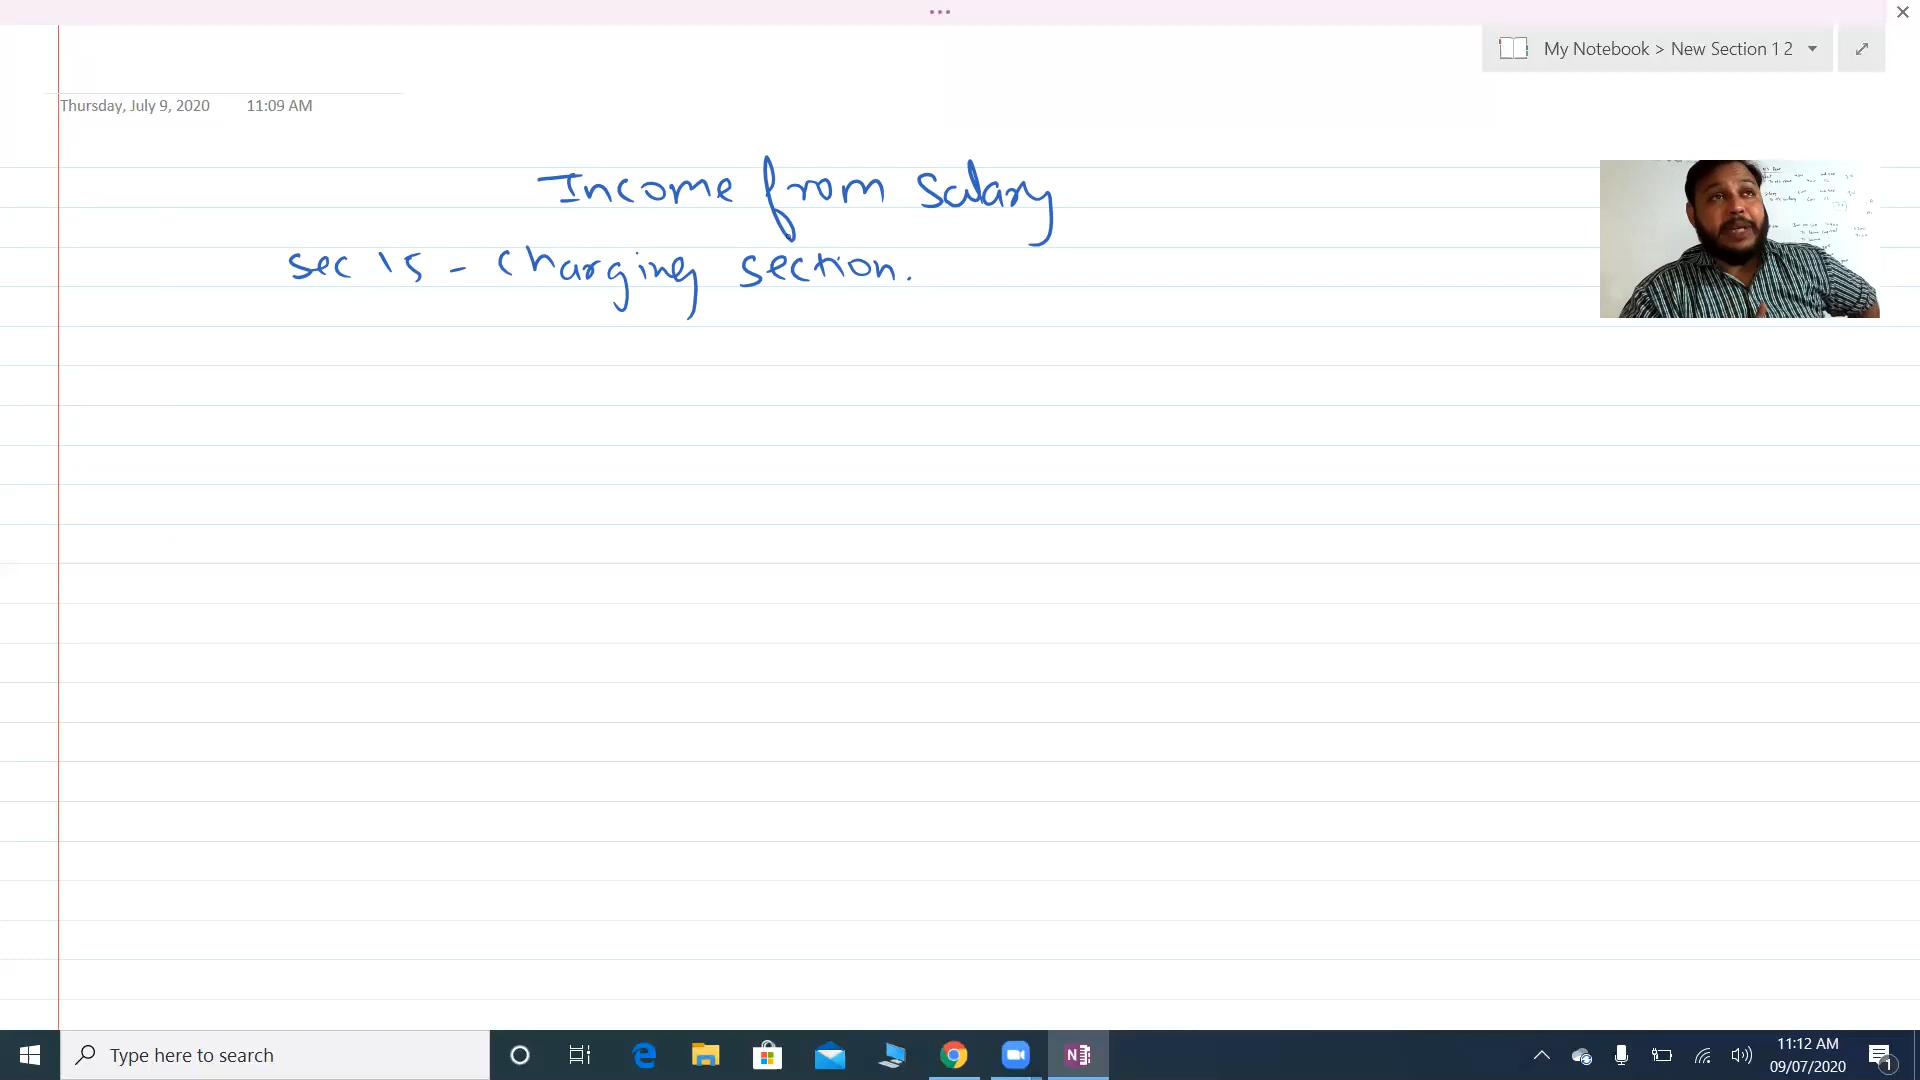 My Notebook > New Section 1 2
Thursday, July 9, 2020 11:09 AM
Income from Salary
sec 15 - charging section.
Type here to search
11:12 AM
09/07/2020
1